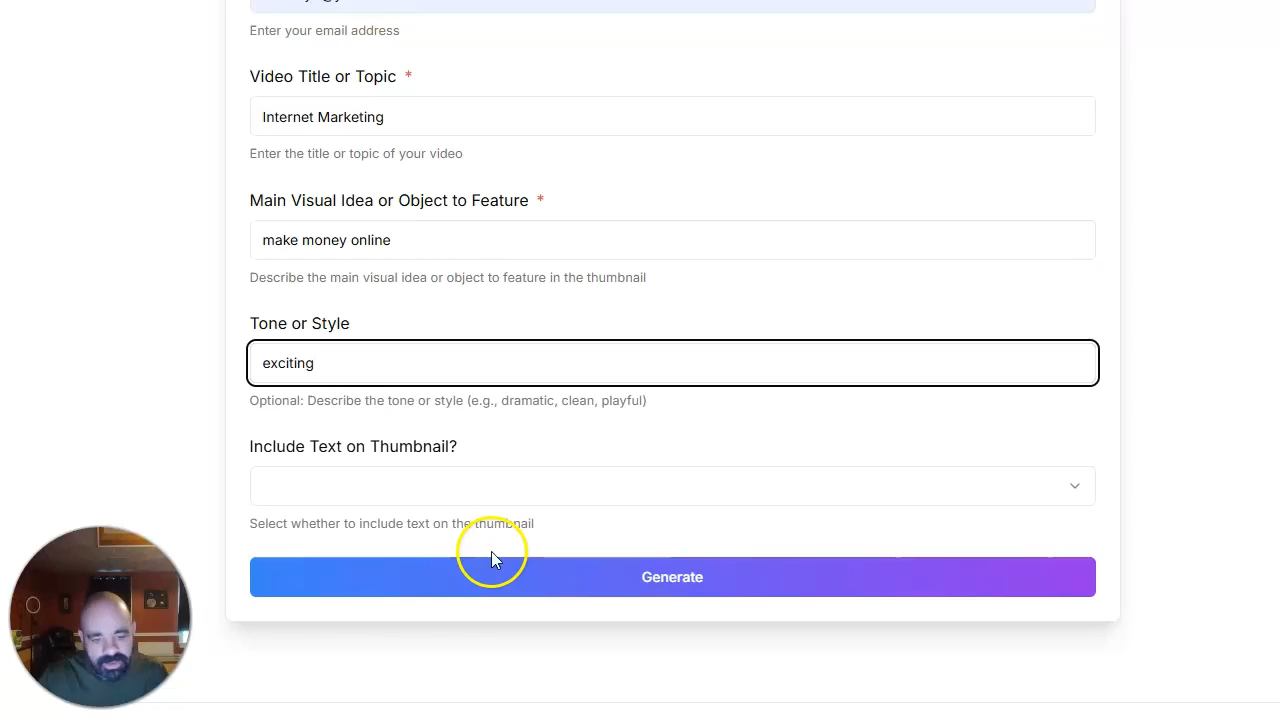 Enter your email address
Video Title or Topic *
Internet Marketing
Enter the title or topic of your video
Main Visual Idea or Object to Feature *
make money online
Describe the main visual idea or object to feature in the thumbnail
Tone or Style
exciting
Optional: Describe the tone or style (e.g., dramatic, clean, playful)
Include Text on Thumbnail?
Select whether to include text on the thumbnail
Generate